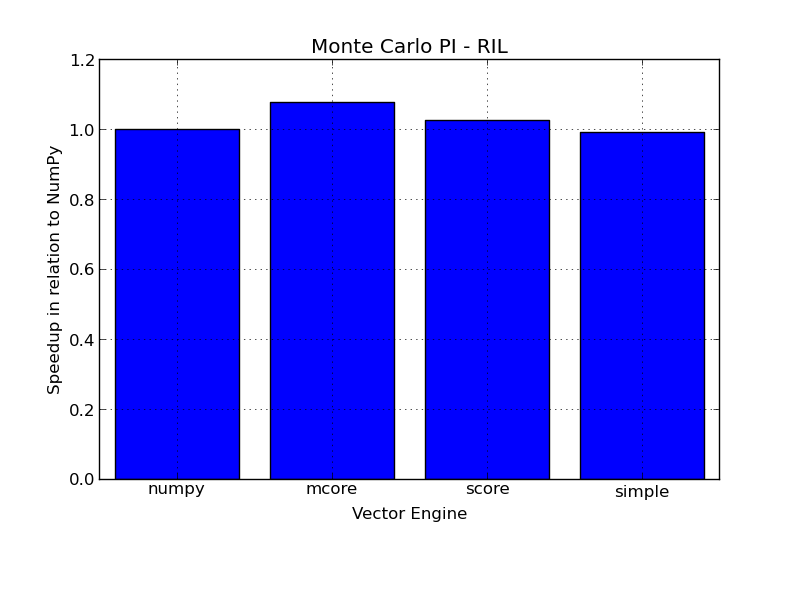 Monte Carlo PI - RIL
1.2
1.0
0.8
0.6
0.4
0.2
0.0
Speedup in relation to NumPy
numpy mcore score simple
Vector Engine